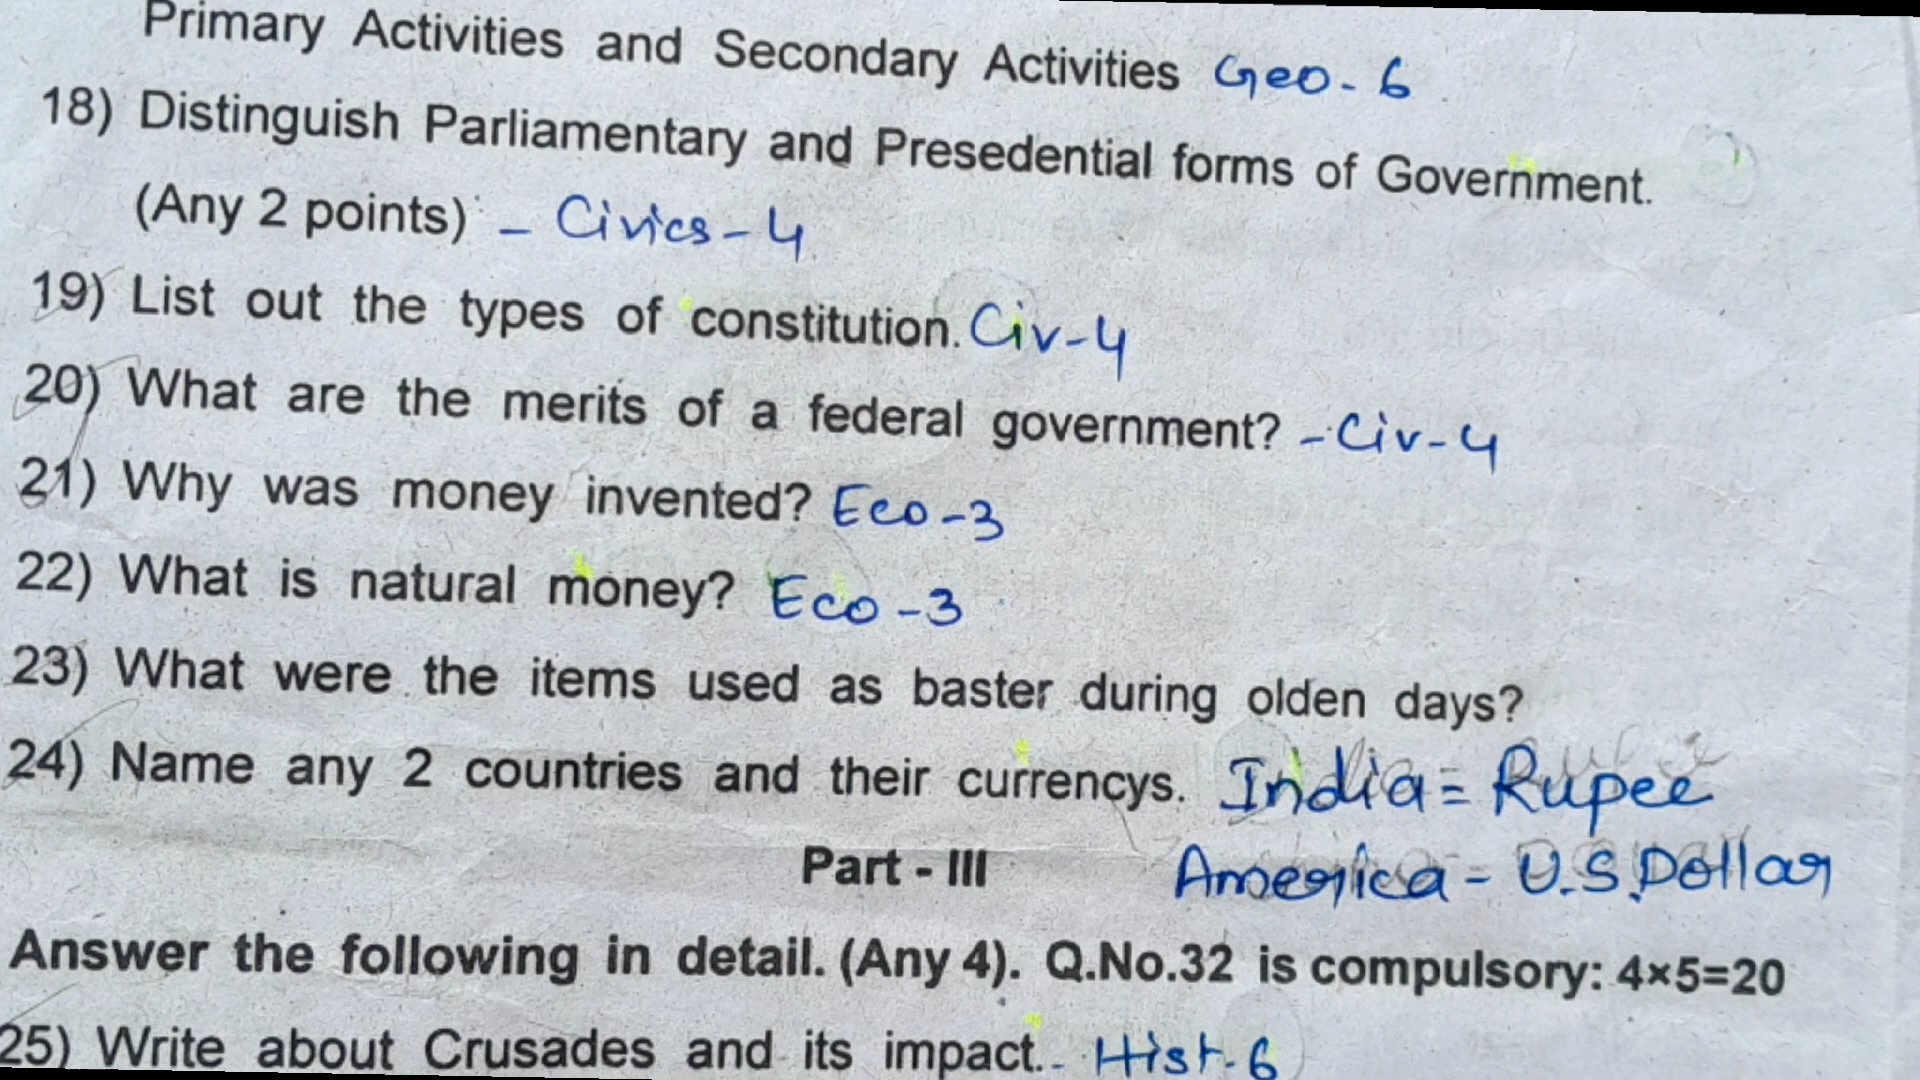 Primary Activities and Secondary Activities Geo - 6
18) Distinguish Parliamentary and Presedential forms of Government.
(Any 2 points) - Civics - 4
19) List out the types of constitution. Civ-4
20) What are the merits of a federal government? - Civ-4
21) Why was money invented? Eco-3
22) What is natural money? Eco-3
23) What were the items used as baster during olden days?
24) Name any 2 countries and their currencys. India = Rupee
Part - III America - U.S. Dollar
Answer the following in detail. (Any 4). Q.No.32 is compulsory: 4×5=20
25) Write about Crusades and its impact. - Hist-6